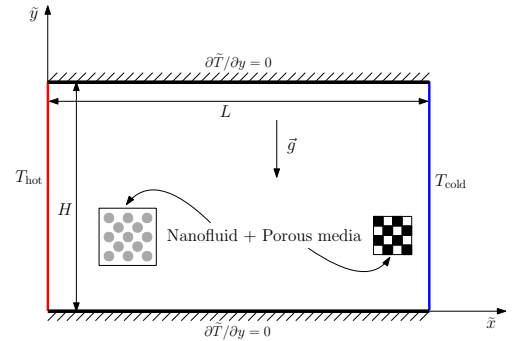 ỹ
∂T̃/∂y = 0
L
g⃗
T_hot
T_cold
H
Nanofluid + Porous media
x̃
∂T̃/∂y = 0